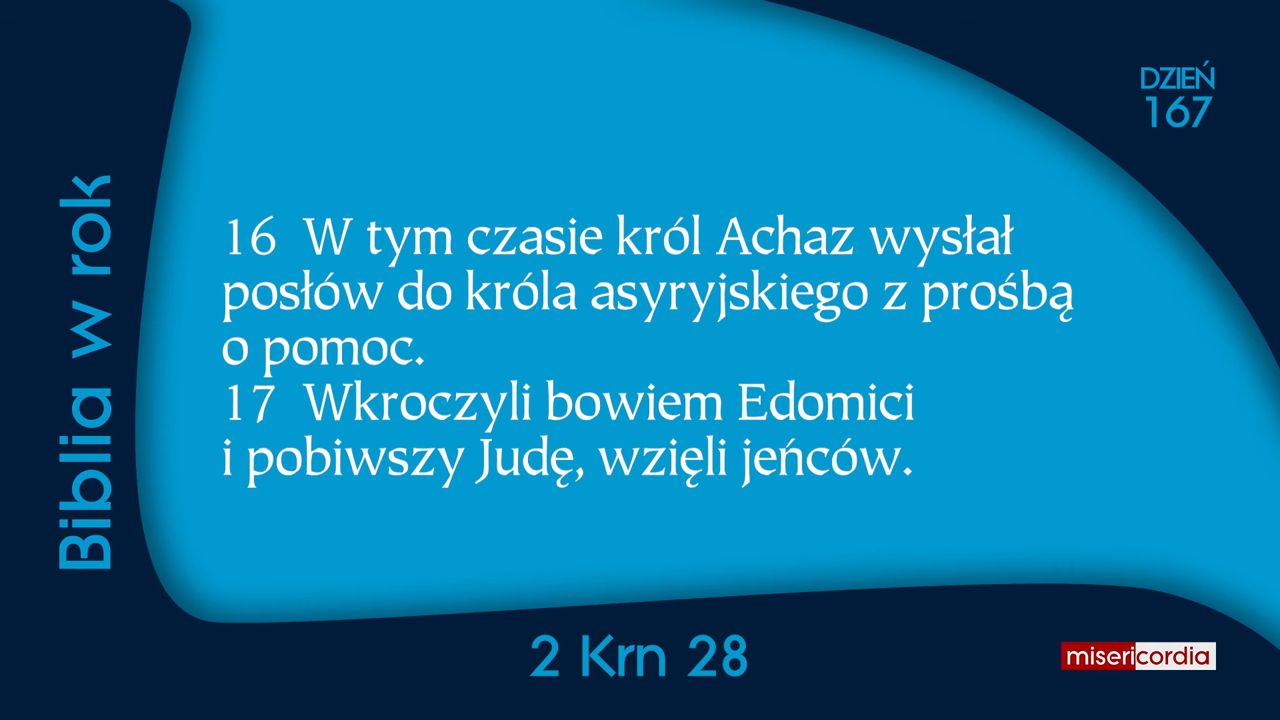 DZIEŃ
167
Biblia w rok
16 W tym czasie król Achaz wysłał
posłów do króla asyryjskiego z prośbą
o pomoc.
17 Wkroczyli bowiem Edomici
i pobiwszy Judę, wzięli jeńców.
2 Krn 28
misericordia